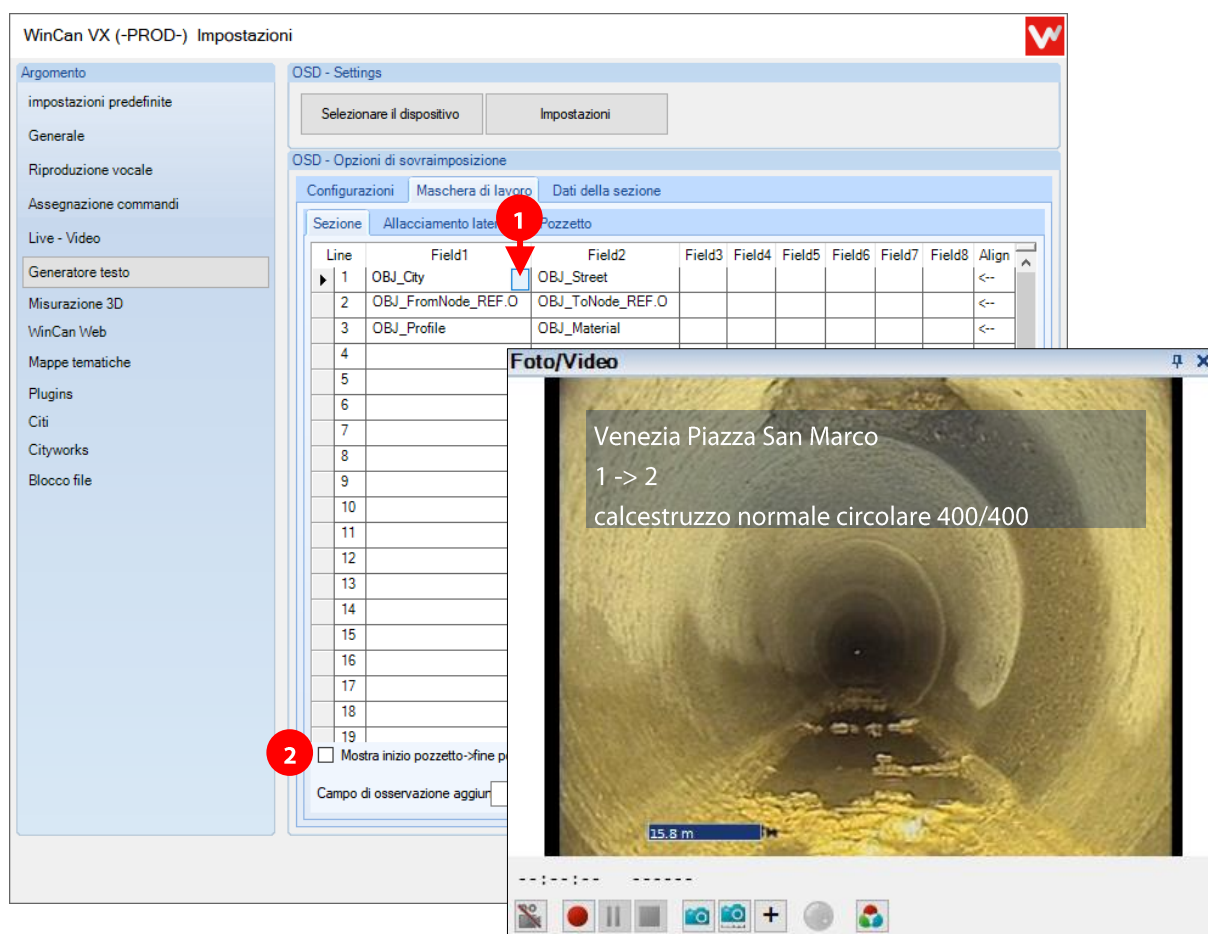 WinCan VX (-PROD-) Impostazioni
Argomento
impostazioni predefinite
Generale
Riproduzione vocale
Assegnazione commandi
Live - Video
Generatore testo
Misurazione 3D
WinCan Web
Mappe tematiche
Plugins
Citi
Cityworks
Blocco file
OSD - Settings
Selezionare il dispositivo Impostazioni
OSD - Opzioni di sovraimposizione
Configurazioni Maschera di lavoro Dati della sezione
Sezione Allacciamento later Pozzetto
1
Line Field1 Field2 Field3 Field4 Field5 Field6 Field7 Field8 Align
1 OBJ_City OBJ_Street <--
2 OBJ_FromNode_REF.O OBJ_ToNode_REF.O <--
3 OBJ_Profile OBJ_Material <--
4
5
6
7
8
9
10
11
12
13
14
15
16
17
18
19
2
Mostra inizio pozzetto->fine p
Campo di osservazione aggiun
Foto/Video
Venezia Piazza San Marco
1 -> 2
calcestruzzo normale circolare 400/400
15.8 m
--:--:-- ------